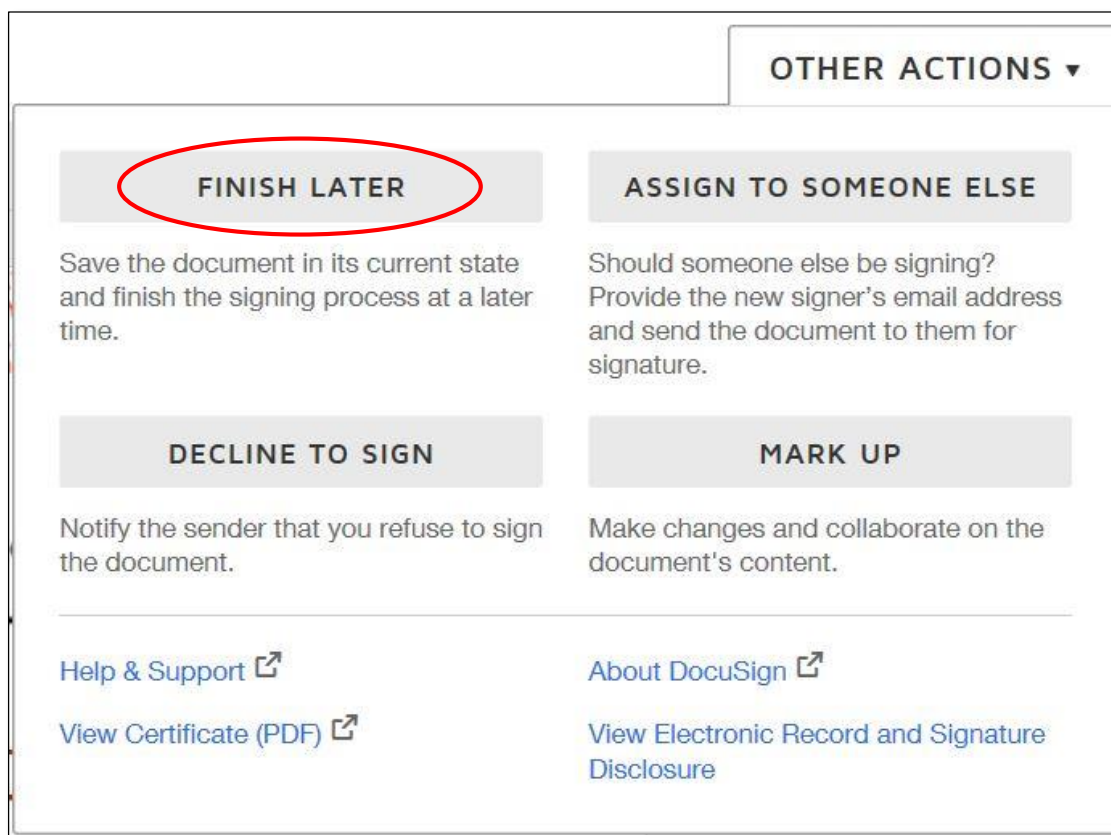 OTHER ACTIONS ▾
FINISH LATER
Save the document in its current state
and finish the signing process at a later
time.
ASSIGN TO SOMEONE ELSE
Should someone else be signing?
Provide the new signer’s email address
and send the document to them for
signature.
DECLINE TO SIGN
Notify the sender that you refuse to sign
the document.
MARK UP
Make changes and collaborate on the
document's content.
Help & Support
About DocuSign
View Certificate (PDF)
View Electronic Record and Signature
Disclosure